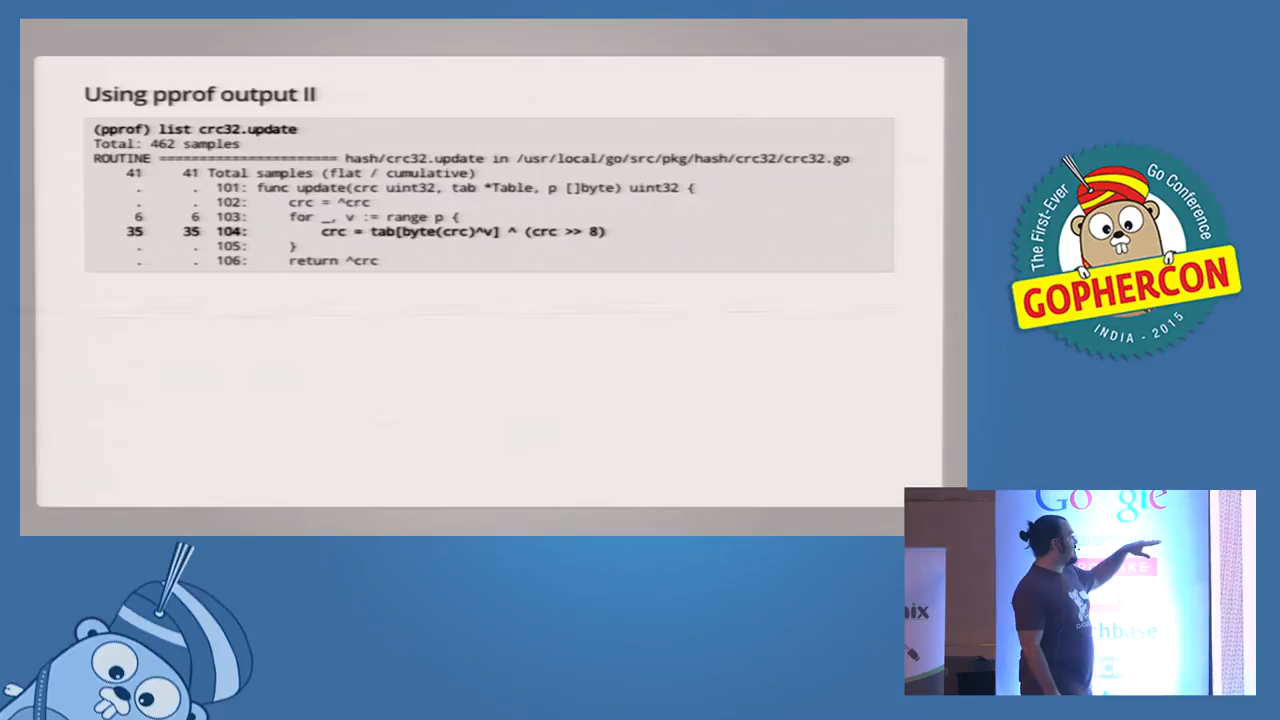 Using pprof output II
(pprof) list crc32.update
Total: 462 samples
ROUTINE ====================== hash/crc32.update in /usr/local/go/src/pkg/hash/crc32/crc32.go
41 41 Total samples (flat / cumulative)
. . 101: func update(crc uint32, tab *Table, p []byte) uint32 {
. . 102: crc = ^crc
6 6 103: for _, v := range p {
35 35 104: crc = tab[byte(crc)^v] ^ (crc >> 8)
. . 105: }
. . 106: return ^crc
The First-Ever Go Conference
GOPHERCON
INDIA - 2015
Google